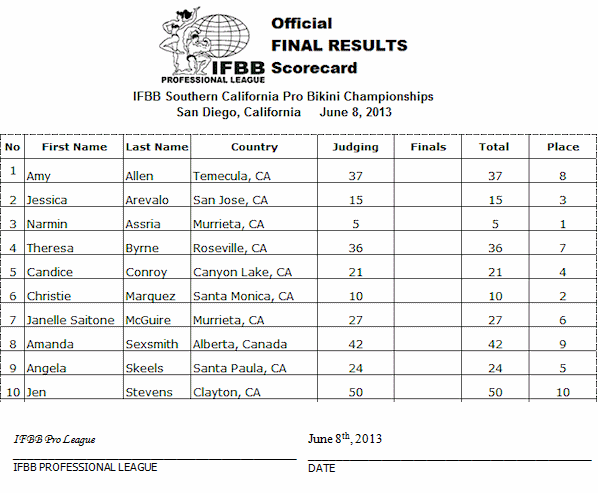 Official
FINAL RESULTS
IFBB Scorecard
PROFESSIONAL LEAGUE
IFBB Southern California Pro Bikini Championships
San Diego, California June 8, 2013
No First Name Last Name Country Judging Finals Total Place
1 Amy Allen Temecula, CA 37 37 8
2 Jessica Arevalo San Jose, CA 15 15 3
3 Narmin Assria Murrieta, CA 5 5 1
4 Theresa Byrne Roseville, CA 36 36 7
5 Candice Conroy Canyon Lake, CA 21 21 4
6 Christie Marquez Santa Monica, CA 10 10 2
7 Janelle Saitone McGuire Murrieta, CA 27 27 6
8 Amanda Sexsmith Alberta, Canada 42 42 9
9 Angela Skeels Santa Paula, CA 24 24 5
10 Jen Stevens Clayton, CA 50 50 10
IFBB Pro League June 8th, 2013
IFBB PROFESSIONAL LEAGUE DATE